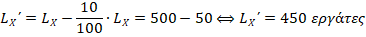 L_X΄ = L_X − 10/100 · L_X = 500 − 50 ⇔ L_X΄ = 450 εργάτες